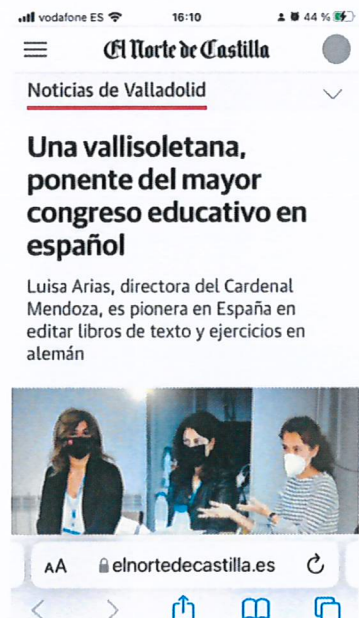 vodafone ES 16:10 44 %
El Norte de Castilla
Noticias de Valladolid
Una vallisoletana,
ponente del mayor
congreso educativo en
español
Luisa Arias, directora del Cardenal
Mendoza, es pionera en España en
editar libros de texto y ejercicios en
alemán
AA elnortedecastilla.es